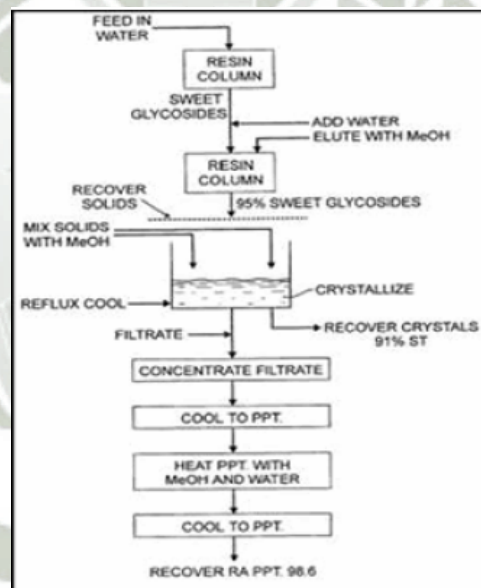 FEED IN
WATER
RESIN
COLUMN
SWEET
GLYCOSIDES
ADD WATER
ELUTE WITH MeOH
RESIN
COLUMN
RECOVER
SOLIDS
95% SWEET GLYCOSIDES
MIX SOLIDS
WITH MeOH
CRYSTALLIZE
REFLUX COOL
FILTRATE
RECOVER CRYSTALS
91% ST
CONCENTRATE FILTRATE
COOL TO PPT.
HEAT PPT. WITH
MeOH AND WATER
COOL TO PPT.
RECOVER RA PPT. 98.6